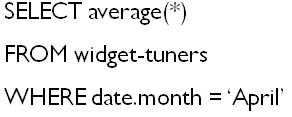 SELECT average(*)
FROM widget-tuners
WHERE date.month = ‘April’